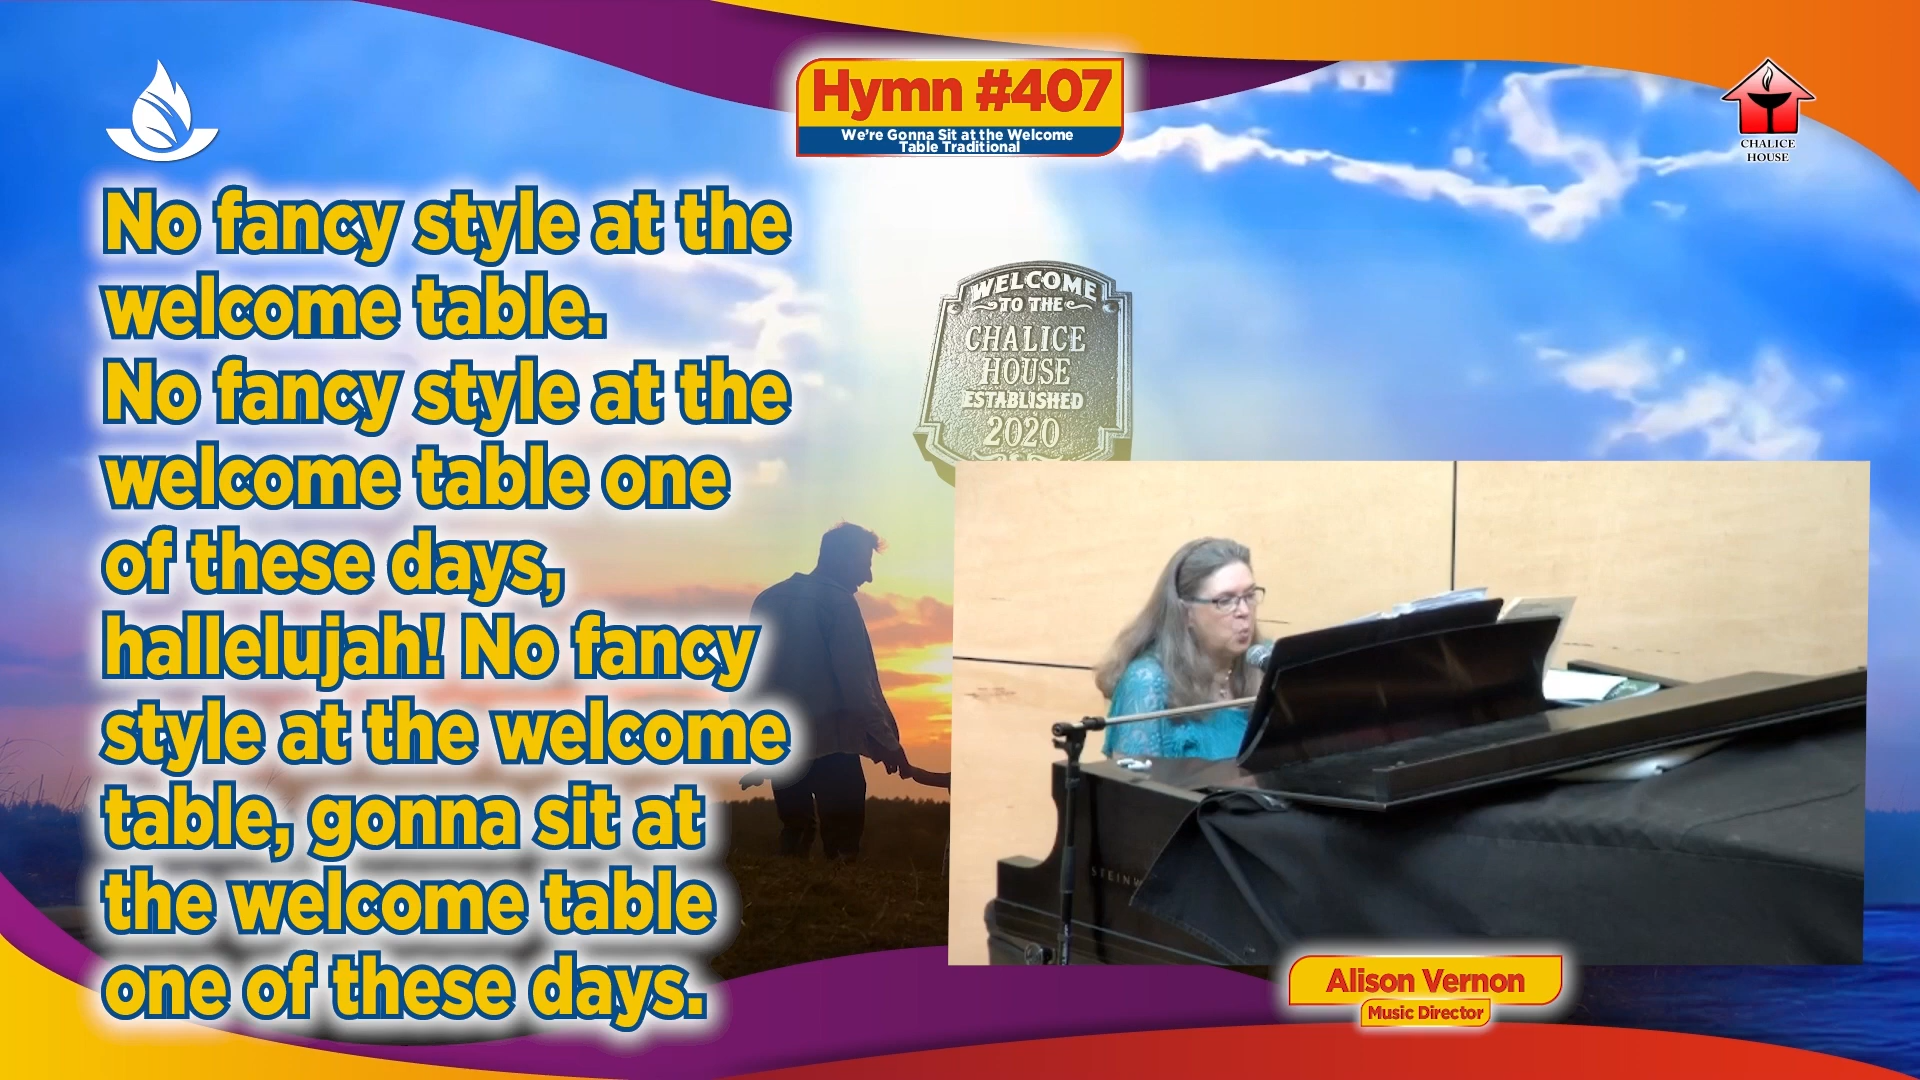 Hymn #407
We're Gonna Sit at the Welcome
Table Traditional
CHALICE
HOUSE
No fancy style at the
welcome table.
No fancy style at the
welcome table one
of these days,
hallelujah! No fancy
style at the welcome
table, gonna sit at
the welcome table
one of these days.
WELCOME
TO THE
CHALICE
HOUSE
ESTABLISHED
2020
STEINW
Alison Vernon
Music Director